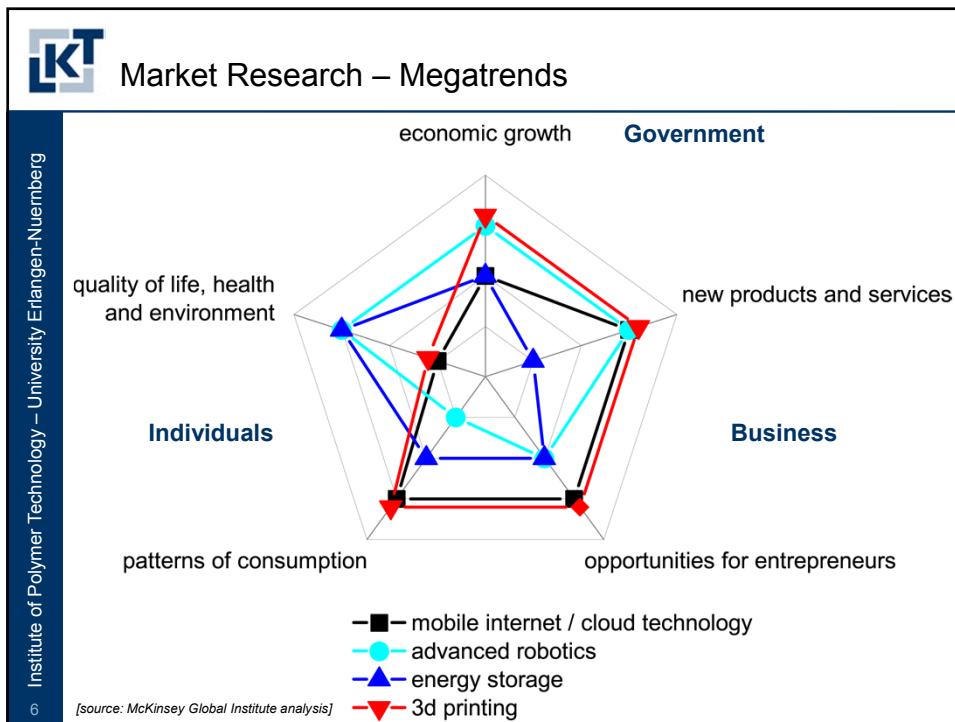 LKT
Market Research – Megatrends
economic growth
Government
quality of life, health
and environment
new products and services
Individuals
Business
patterns of consumption
opportunities for entrepreneurs
mobile internet / cloud technology
advanced robotics
energy storage
3d printing
[source: McKinsey Global Institute analysis]
Institute of Polymer Technology – University Erlangen-Nuernberg
6